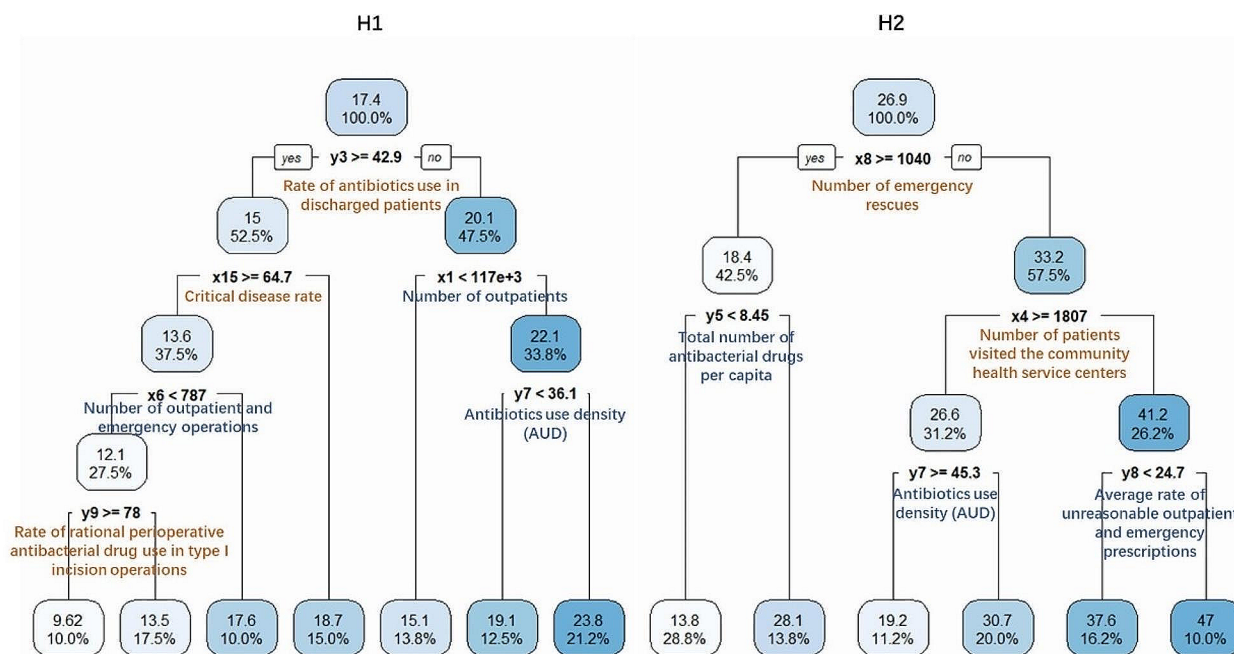 H1
17.4
100.0%
yes
y3 >= 42.9
no
Rate of antibiotics use in
discharged patients
15
52.5%
20.1
47.5%
x15 >= 64.7
Critical disease rate
x1 < 117e+3
Number of outpatients
13.6
37.5%
22.1
33.8%
x6 < 787
Number of outpatient and
emergency operations
y7 < 36.1
Antibiotics use density
(AUD)
12.1
27.5%
y9 >= 78
Rate of rational perioperative
antibacterial drug use in type I
incision operations
9.62
10.0%
13.5
17.5%
17.6
10.0%
18.7
15.0%
15.1
13.8%
19.1
12.5%
23.8
21.2%
H2
26.9
100.0%
yes
x8 >= 1040
no
Number of emergency
rescues
18.4
42.5%
33.2
57.5%
y5 < 8.45
Total number of
antibacterial drugs
per capita
x4 >= 1807
Number of patients
visited the community
health service centers
26.6
31.2%
41.2
26.2%
y7 >= 45.3
Antibiotics use
density (AUD)
y8 < 24.7
Average rate of
unreasonable outpatient
and emergency
prescriptions
13.8
28.8%
28.1
13.8%
19.2
11.2%
30.7
20.0%
37.6
16.2%
47
10.0%